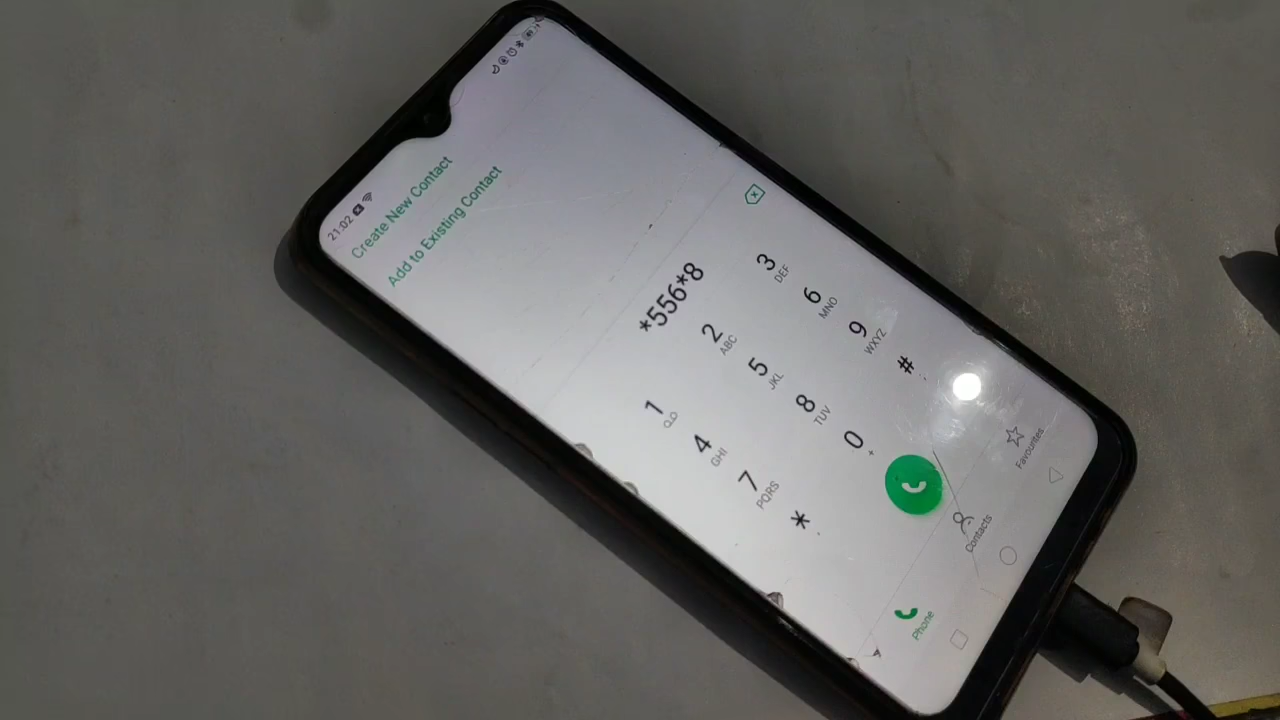 21:02
Create New Contact
Add to Existing Contact
*556*8
1 2 ABC 3 DEF
4 GHI 5 JKL 6 MNO
7 PQRS 8 TUV 9 WXYZ
* 0 + #
Phone Contacts Favourites